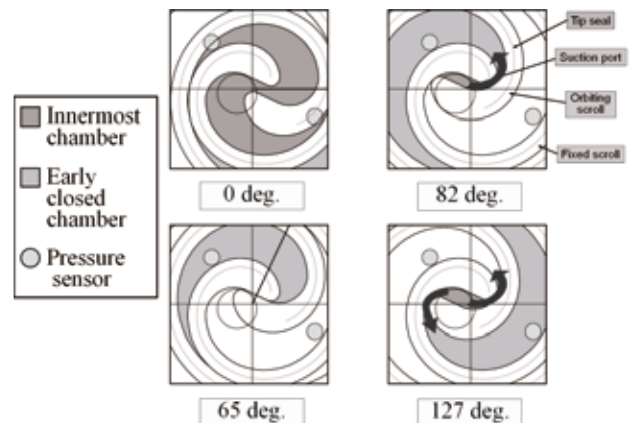 Innermost
chamber
Early
closed
chamber
Pressure
sensor
0 deg.
82 deg.
Tip seal
Suction port
Orbiting
scroll
Fixed scroll
65 deg.
127 deg.